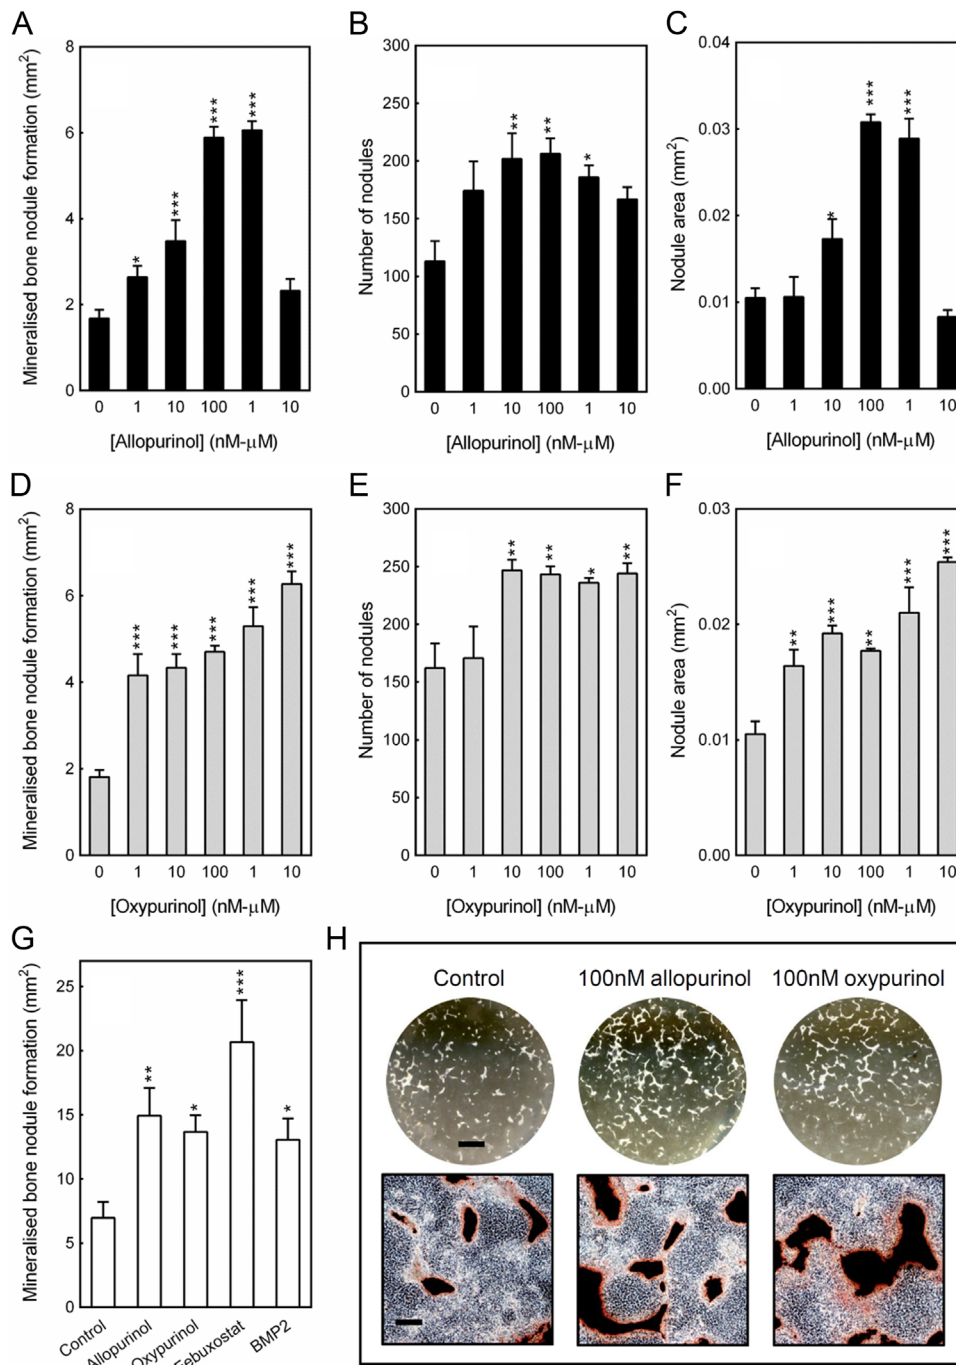 A
Mineralised bone nodule formation (mm²)
8
6
4
2
0
*
***
***
***
0 1 10 100 1 10
[Allopurinol] (nM-μM)
B
Number of nodules
300
250
200
150
100
50
0
**
**
*
0 1 10 100 1 10
[Allopurinol] (nM-μM)
C
Nodule area (mm²)
0.04
0.03
0.02
0.01
0.00
*
***
***
0 1 10 100 1 10
[Allopurinol] (nM-μM)
D
Mineralised bone nodule formation (mm²)
8
6
4
2
0
***
***
***
***
***
0 1 10 100 1 10
[Oxypurinol] (nM-μM)
E
Number of nodules
300
250
200
150
100
50
0
**
**
*
**
0 1 10 100 1 10
[Oxypurinol] (nM-μM)
F
Nodule area (mm²)
0.03
0.02
0.01
0.00
**
***
**
***
***
0 1 10 100 1 10
[Oxypurinol] (nM-μM)
G
Mineralised bone nodule formation (mm²)
25
20
15
10
5
0
**
*
***
*
Control
Allopurinol
Oxypurinol
Febuxostat
BMP2
H
Control
100nM allopurinol
100nM oxypurinol